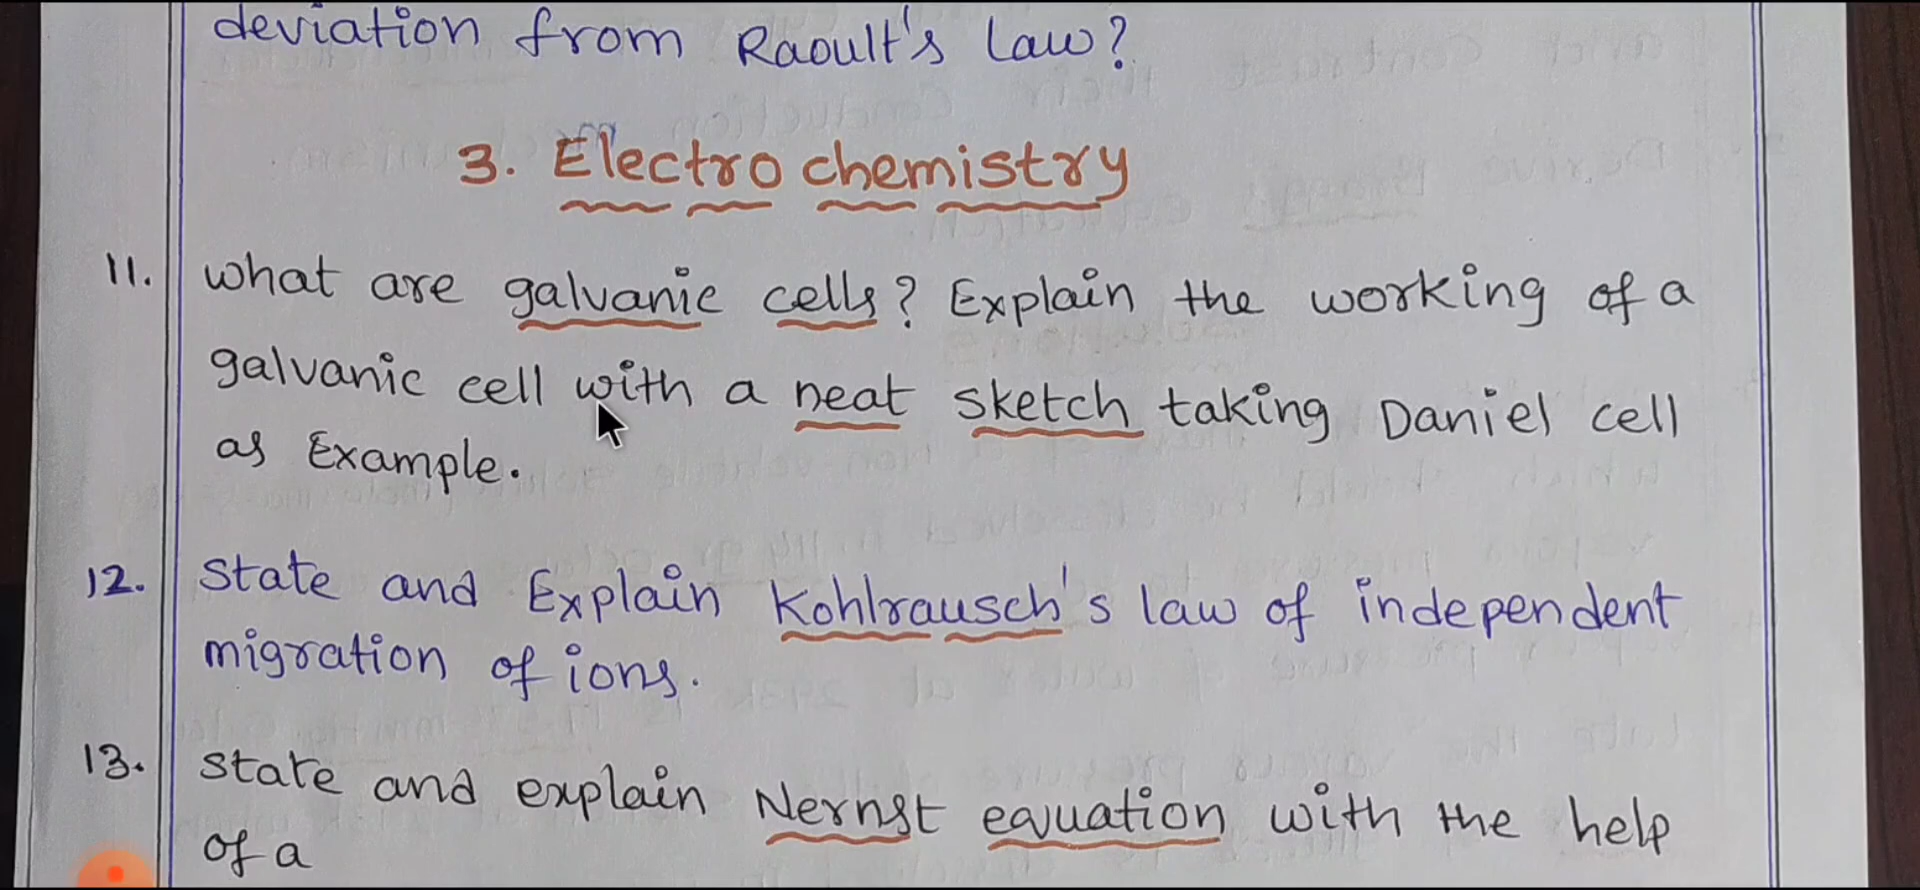 deviation from Raoult's Law?
3. Electro chemistry
11. What are galvanic cells? Explain the working of a
galvanic cell with a neat sketch taking Daniel cell
as Example.
12. State and Explain Kohlrausch's law of independent
migration of ions.
13. State and explain Nernst equation with the help
of a